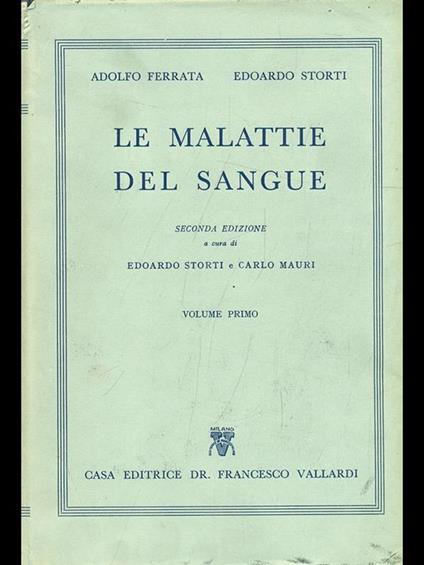 ADOLFO FERRATA EDOARDO STORTI
LE MALATTIE
DEL SANGUE
SECONDA EDIZIONE
a cura di
EDOARDO STORTI e CARLO MAURI
VOLUME PRIMO
MILANO
CASA EDITRICE DR. FRANCESCO VALLARDI